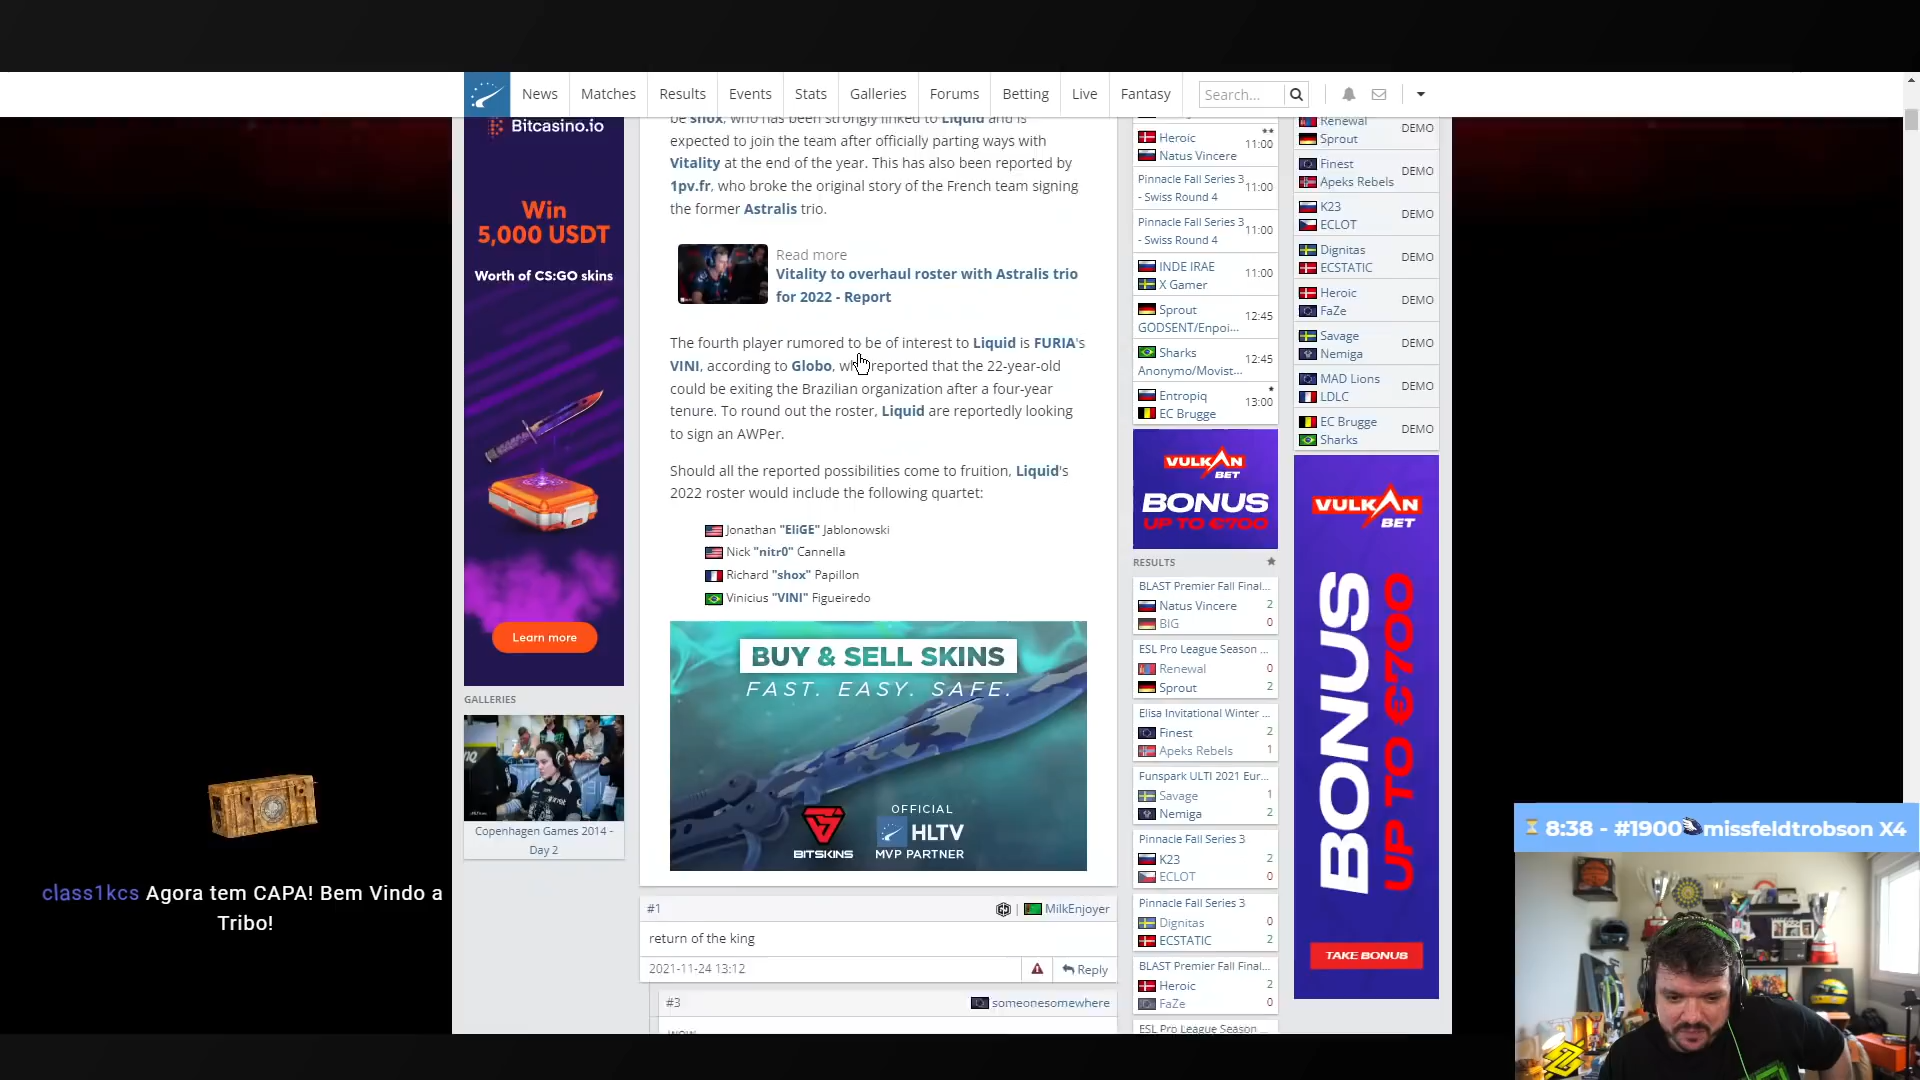 News Matches Results Events Stats Galleries Forums Betting Live Fantasy Search...
Bitcasino.io
Win
5,000 USDT
Worth of CS:GO skins
Learn more
GALLERIES
Copenhagen Games 2014 -
Day 2
be shox, who has been strongly linked to Liquid and is
expected to join the team after officially parting ways with
Vitality at the end of the year. This has also been reported by
1pv.fr, who broke the original story of the French team signing
the former Astralis trio.
Read more
Vitality to overhaul roster with Astralis trio
for 2022 - Report
The fourth player rumored to be of interest to Liquid is FURIA's
VINI, according to Globo, who reported that the 22-year-old
could be exiting the Brazilian organization after a four-year
tenure. To round out the roster, Liquid are reportedly looking
to sign an AWPer.
Should all the reported possibilities come to fruition, Liquid's
2022 roster would include the following quartet:
Jonathan "EliGE" Jablonowski
Nick "nitr0" Cannella
Richard "shox" Papillon
Vinicius "VINI" Figueiredo
BUY & SELL SKINS
FAST. EASY. SAFE.
BITSKINS
OFFICIAL
HLTV
MVP PARTNER
#1 MilkEnjoyer
return of the king
2021-11-24 13:12 Reply
#3 someonesomewhere
wow
Heroic
Natus Vincere
11:00
Pinnacle Fall Series 3
- Swiss Round 4
11:00
Pinnacle Fall Series 3
- Swiss Round 4
11:00
INDE IRAE
X Gamer
11:00
Sprout
GODSENT/Enpoi...
12:45
Sharks
Anonymo/Movist...
12:45
Entropiq
EC Brugge
13:00
VULKAN
BET
BONUS
UP TO €700
RESULTS
BLAST Premier Fall Final...
Natus Vincere 2
BIG 0
ESL Pro League Season ...
Renewal 0
Sprout 2
Elisa Invitational Winter ...
Finest 2
Apeks Rebels 1
Funspark ULTI 2021 Eur...
Savage 1
Nemiga 2
Pinnacle Fall Series 3
K23 2
ECLOT 0
Pinnacle Fall Series 3
Dignitas 0
ECSTATIC 2
BLAST Premier Fall Final...
Heroic 2
FaZe 0
ESL Pro League Season ...
Renewal
Sprout
DEMO
Finest
Apeks Rebels
DEMO
K23
ECLOT
DEMO
Dignitas
ECSTATIC
DEMO
Heroic
FaZe
DEMO
Savage
Nemiga
DEMO
MAD Lions
LDLC
DEMO
EC Brugge
Sharks
DEMO
VULKAN
BET
BONUS
UP TO €700
TAKE BONUS
class1kcs Agora tem CAPA! Bem Vindo a
Tribo!
8:38 - #1900 missfeldtrobson X4